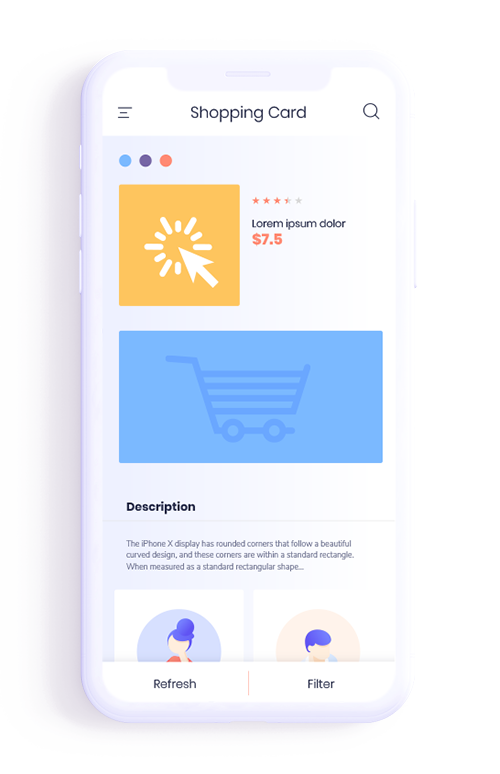 Shopping Card
Lorem ipsum dolor
$7.5
Description
The iPhone X display has rounded corners that follow a beautiful
curved design, and these corners are within a standard rectangle.
When measured as a standard rectangular shape...
Refresh
Filter